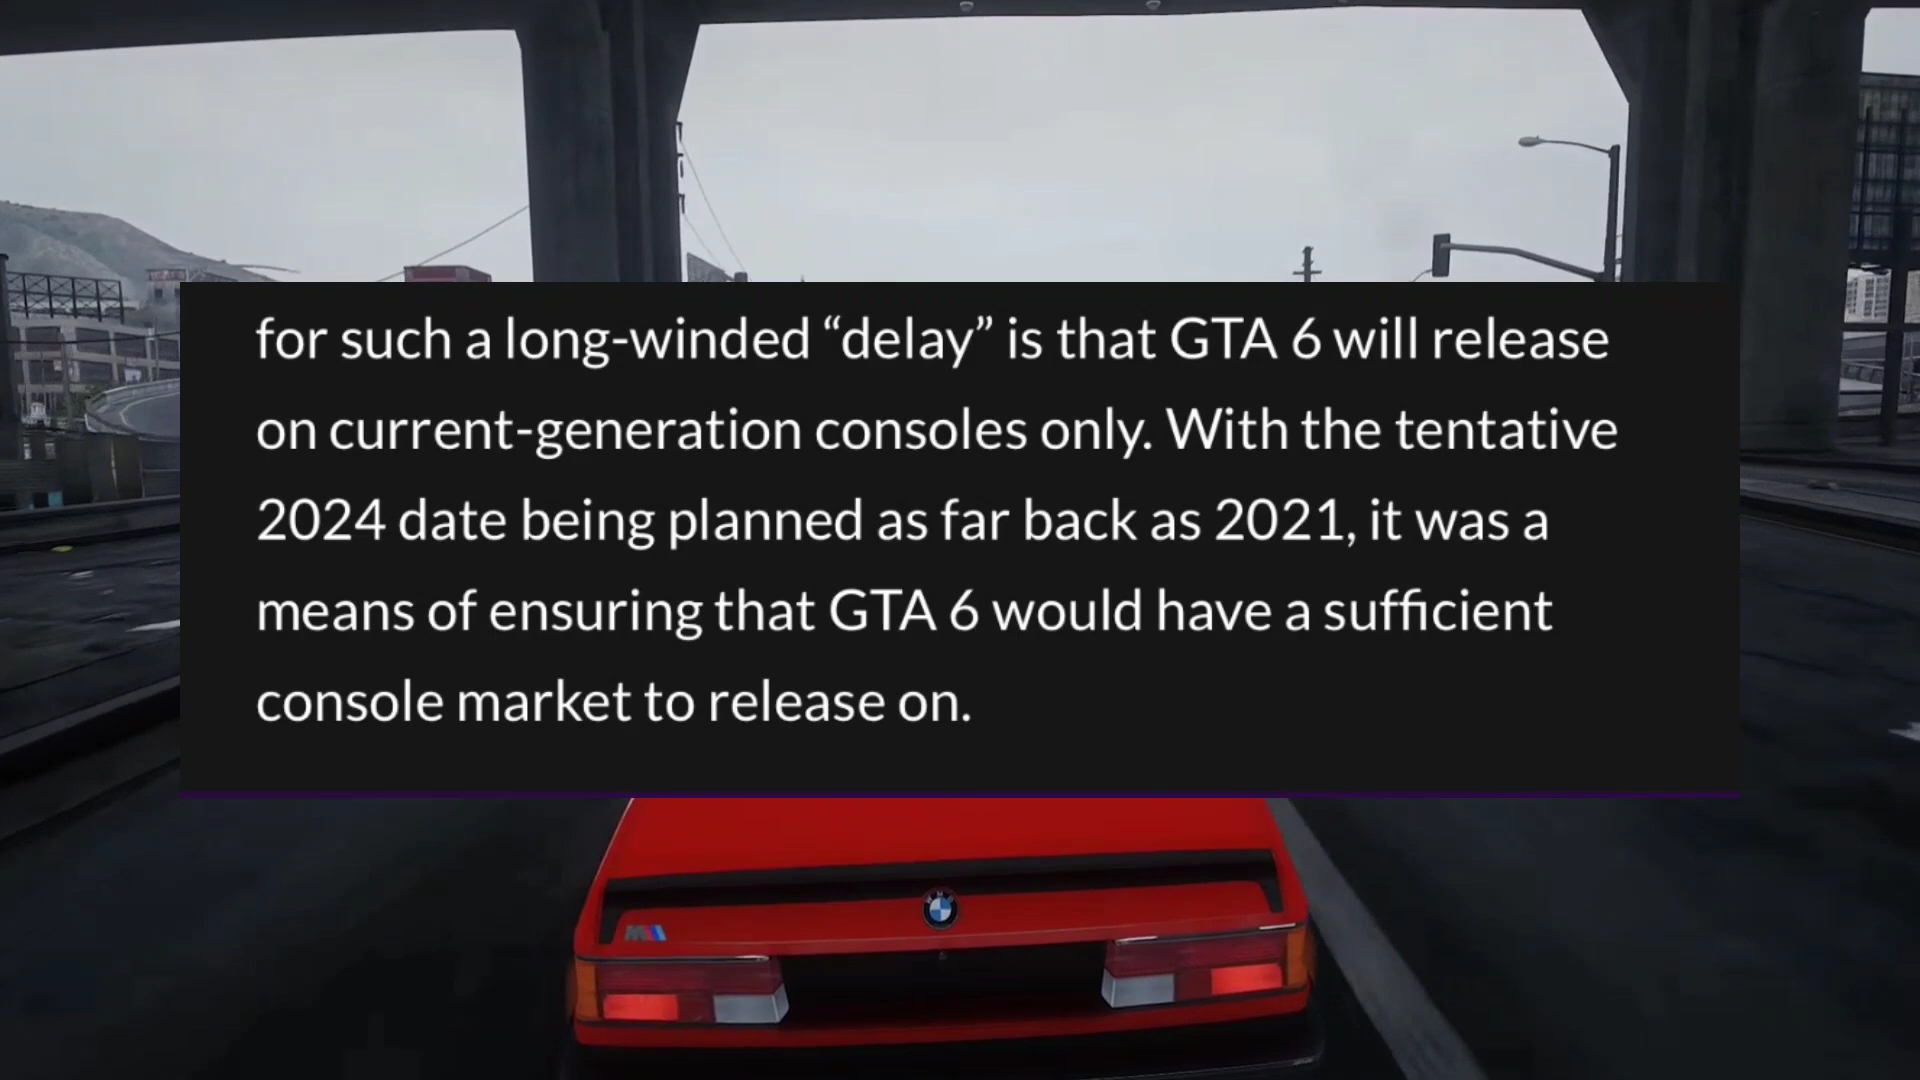 for such a long-winded “delay” is that GTA 6 will release
on current-generation consoles only. With the tentative
2024 date being planned as far back as 2021, it was a
means of ensuring that GTA 6 would have a sufficient
console market to release on.